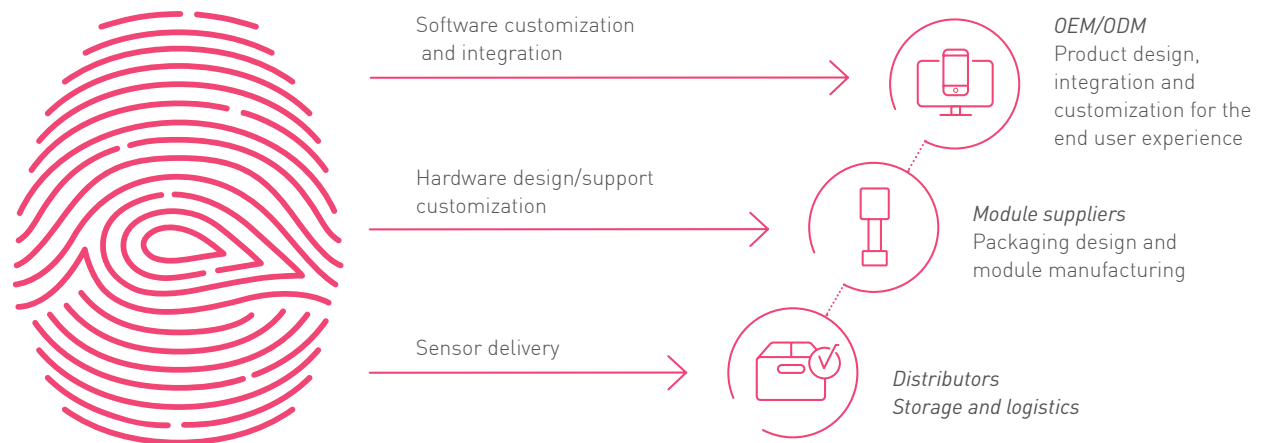 Software customization
and integration
OEM/ODM
Product design,
integration and
customization for the
end user experience
Hardware design/support
customization
Module suppliers
Packaging design and
module manufacturing
Sensor delivery
Distributors
Storage and logistics